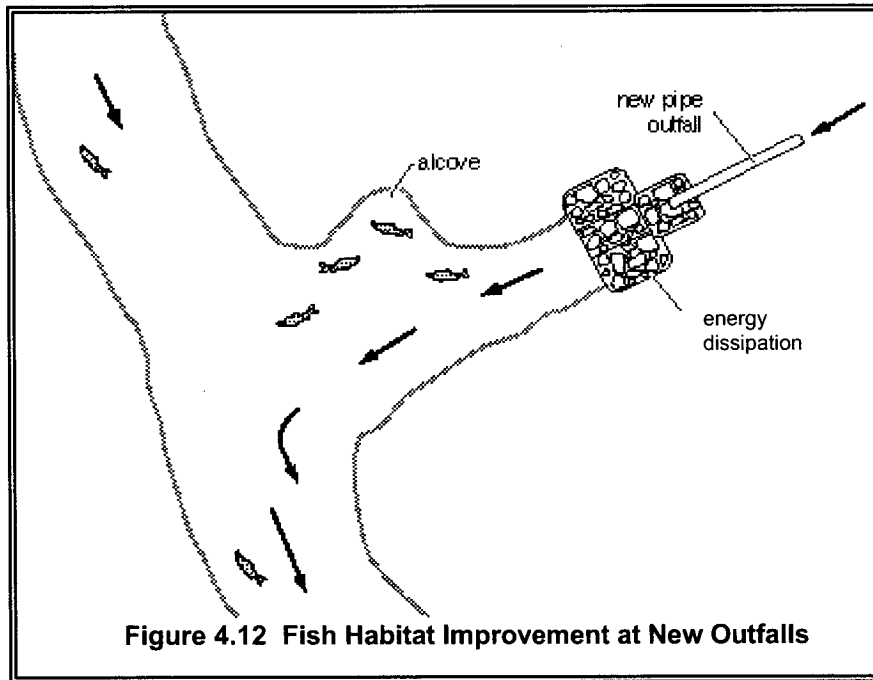 new pipe
outfall
alcove
energy
dissipation
Figure 4.12 Fish Habitat Improvement at New Outfalls